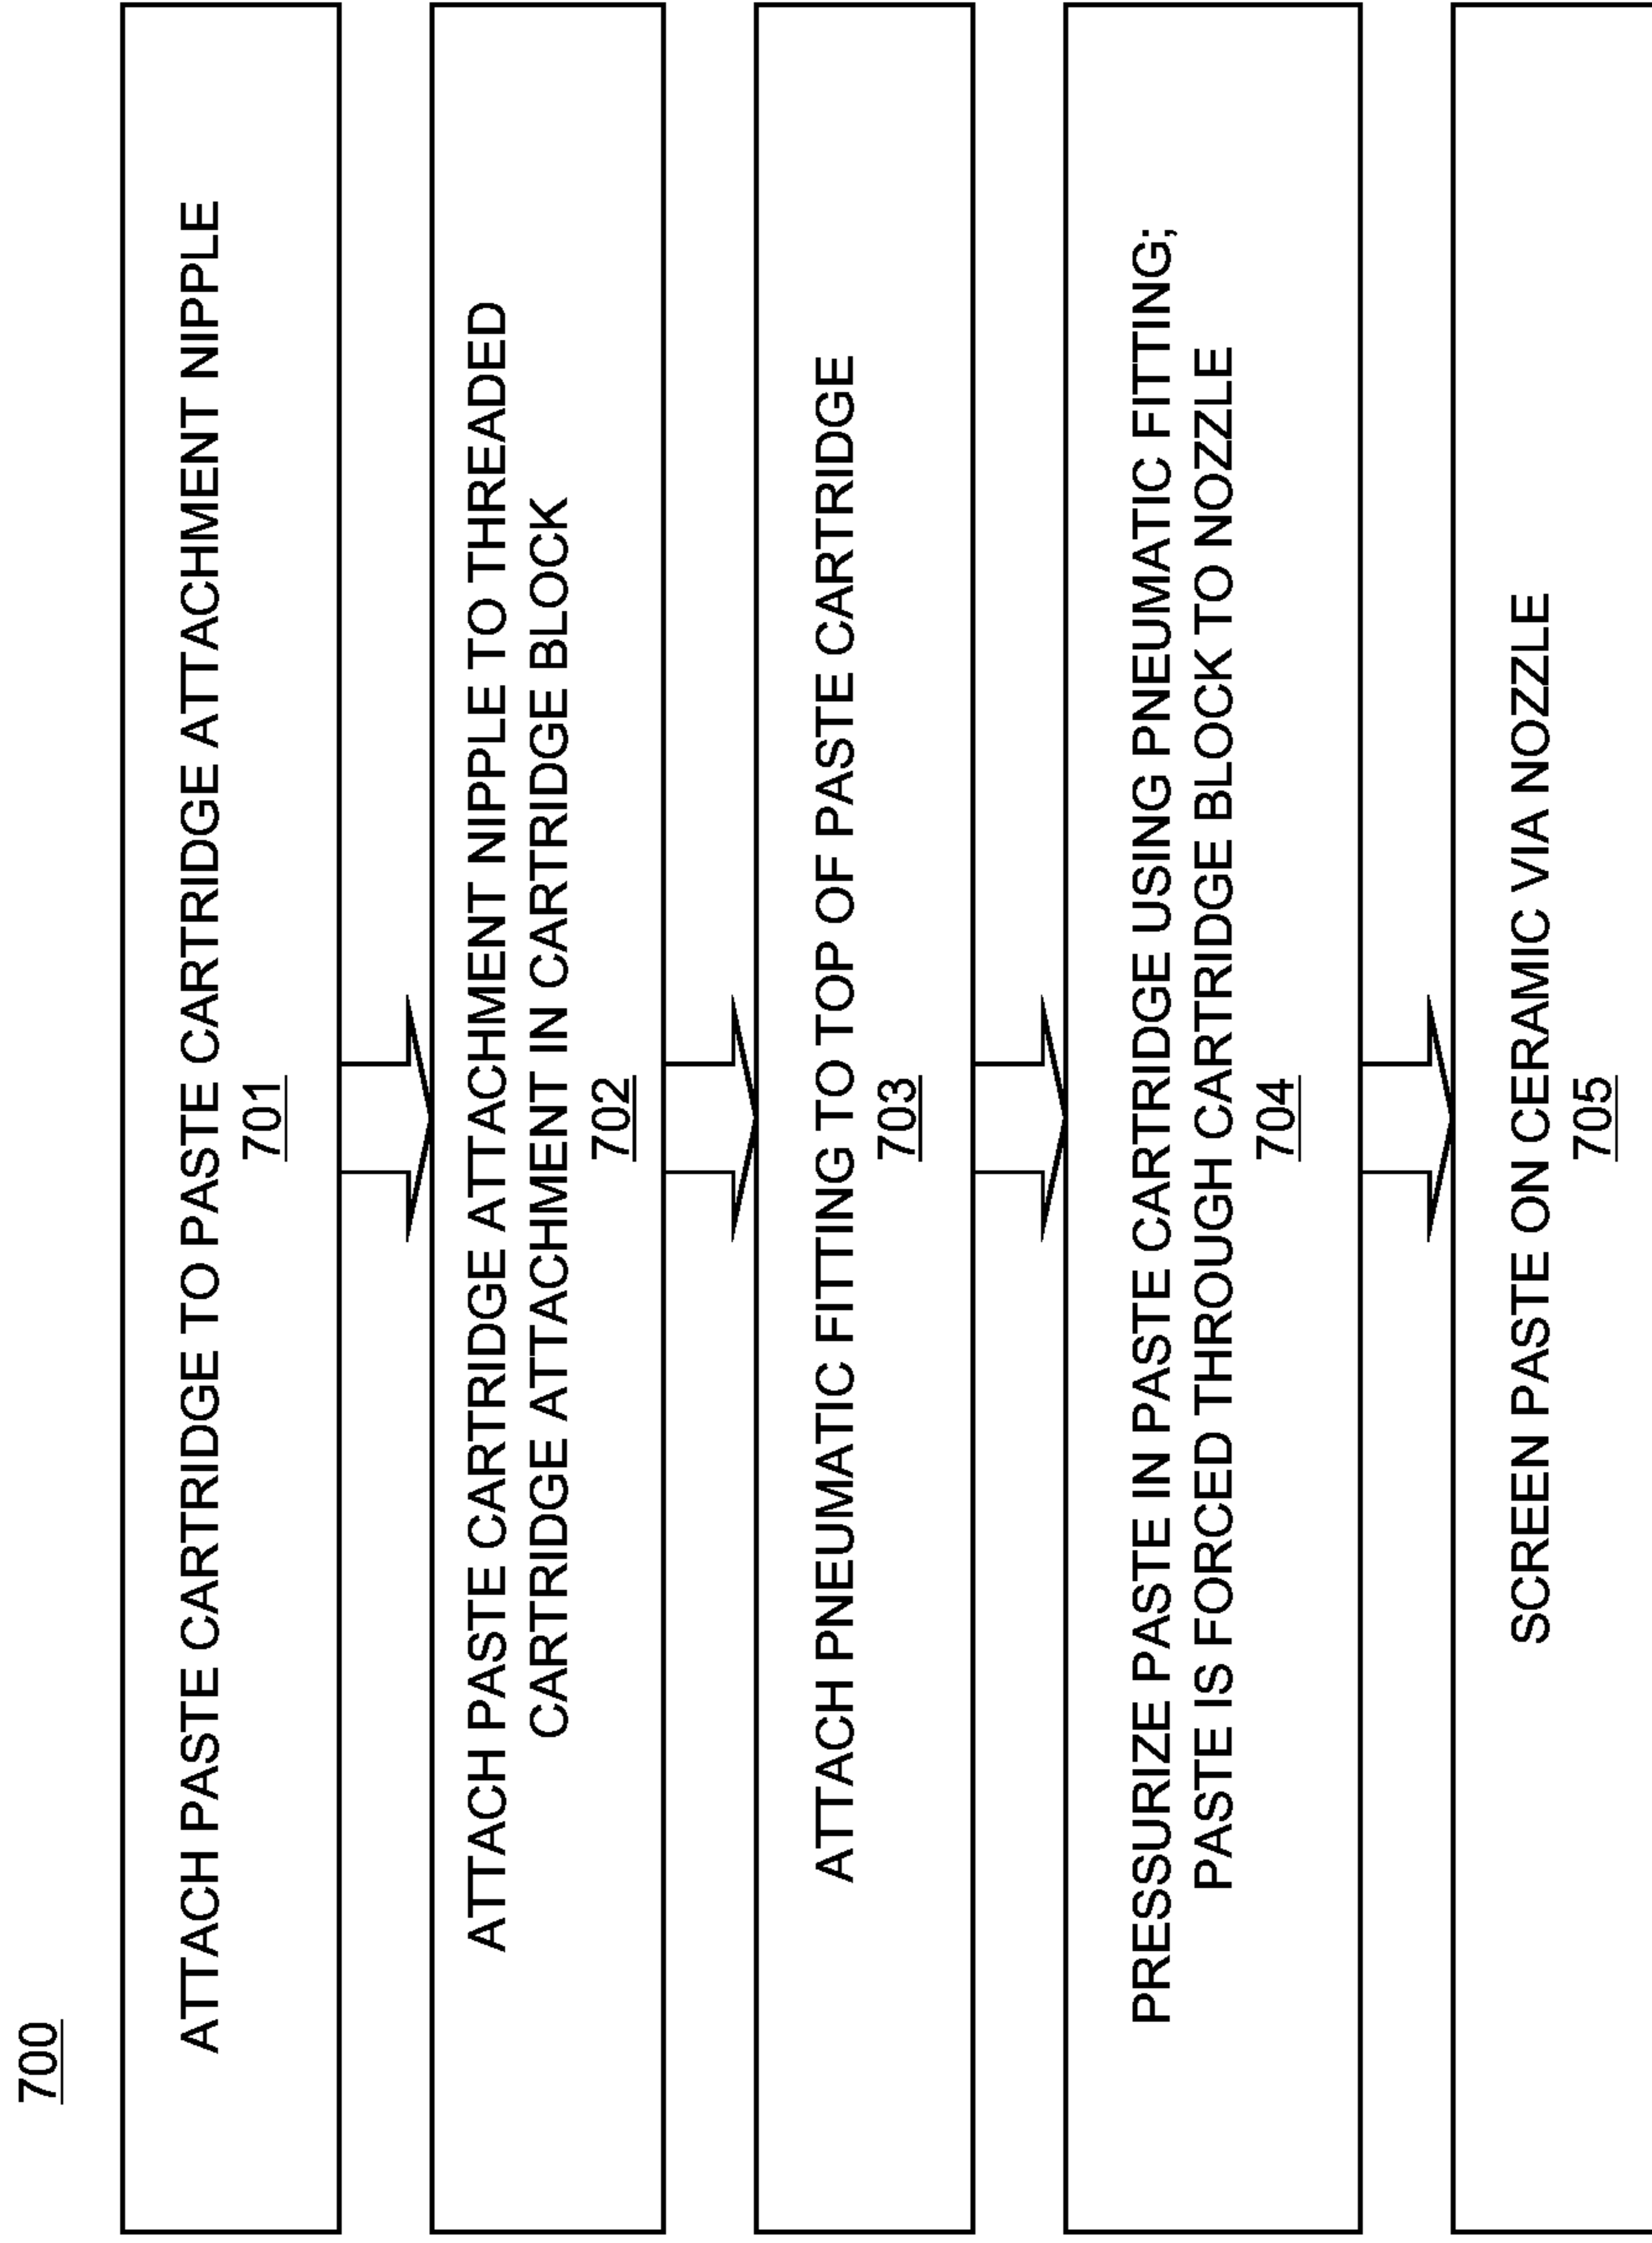 700
ATTACH PASTE CARTRIDGE TO PASTE CARTRIDGE ATTACHMENT NIPPLE
701
ATTACH PASTE CARTRIDGE ATTACHMENT NIPPLE TO THREADED
CARTRIDGE ATTACHMENT IN CARTRIDGE BLOCK
702
ATTACH PNEUMATIC FITTING TO TOP OF PASTE CARTRIDGE
703
PRESSURIZE PASTE IN PASTE CARTRIDGE USING PNEUMATIC FITTING;
PASTE IS FORCED THROUGH CARTRIDGE BLOCK TO NOZZLE
704
SCREEN PASTE ON CERAMIC VIA NOZZLE
705